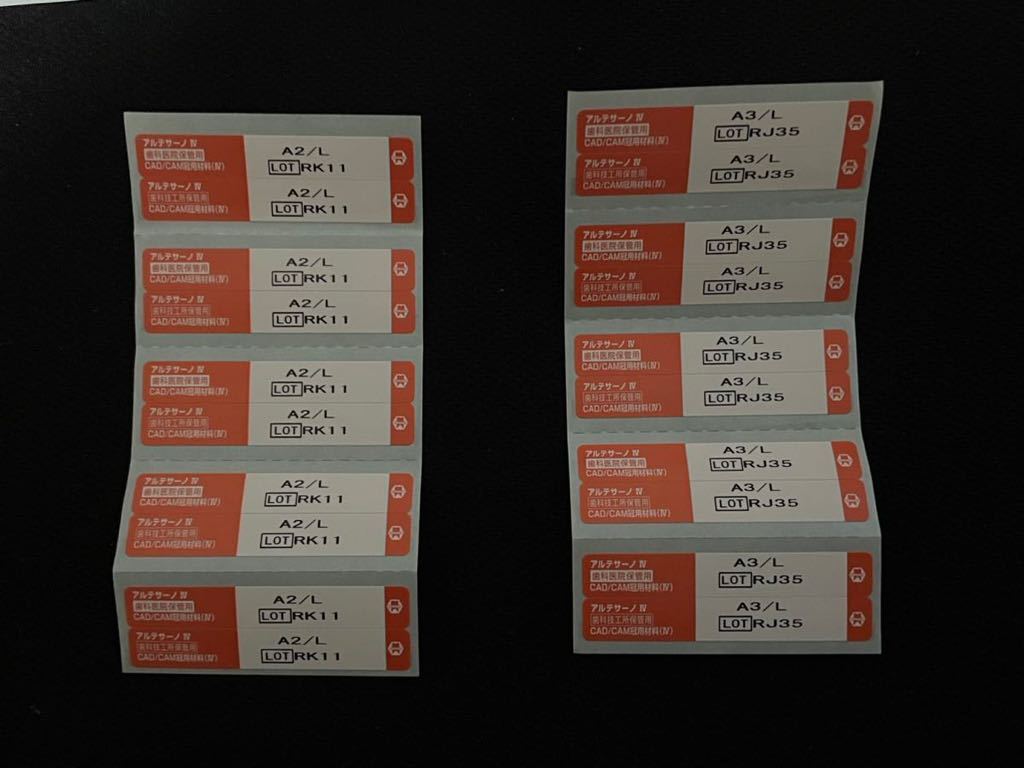 アルテサーノ Ⅳ
歯科医院保管用
CAD/CAM冠用材料(Ⅳ)
A2/L
LOT RK11
アルテサーノ Ⅳ
歯科技工所保管用
CAD/CAM冠用材料(Ⅳ)
A2/L
LOT RK11
アルテサーノ Ⅳ
歯科医院保管用
CAD/CAM冠用材料(Ⅳ)
A2/L
LOT RK11
アルテサーノ Ⅳ
歯科技工所保管用
CAD/CAM冠用材料(Ⅳ)
A2/L
LOT RK11
アルテサーノ Ⅳ
歯科医院保管用
CAD/CAM冠用材料(Ⅳ)
A2/L
LOT RK11
アルテサーノ Ⅳ
歯科技工所保管用
CAD/CAM冠用材料(Ⅳ)
A2/L
LOT RK11
アルテサーノ Ⅳ
歯科医院保管用
CAD/CAM冠用材料(Ⅳ)
A2/L
LOT RK11
アルテサーノ Ⅳ
歯科技工所保管用
CAD/CAM冠用材料(Ⅳ)
A2/L
LOT RK11
アルテサーノ Ⅳ
歯科医院保管用
CAD/CAM冠用材料(Ⅳ)
A2/L
LOT RK11
アルテサーノ Ⅳ
歯科技工所保管用
CAD/CAM冠用材料(Ⅳ)
A2/L
LOT RK11
アルテサーノ Ⅳ
歯科医院保管用
CAD/CAM冠用材料(Ⅳ)
A3/L
LOT RJ35
アルテサーノ Ⅳ
歯科技工所保管用
CAD/CAM冠用材料(Ⅳ)
A3/L
LOT RJ35
アルテサーノ Ⅳ
歯科医院保管用
CAD/CAM冠用材料(Ⅳ)
A3/L
LOT RJ35
アルテサーノ Ⅳ
歯科技工所保管用
CAD/CAM冠用材料(Ⅳ)
A3/L
LOT RJ35
アルテサーノ Ⅳ
歯科医院保管用
CAD/CAM冠用材料(Ⅳ)
A3/L
LOT RJ35
アルテサーノ Ⅳ
歯科技工所保管用
CAD/CAM冠用材料(Ⅳ)
A3/L
LOT RJ35
アルテサーノ Ⅳ
歯科医院保管用
CAD/CAM冠用材料(Ⅳ)
A3/L
LOT RJ35
アルテサーノ Ⅳ
歯科技工所保管用
CAD/CAM冠用材料(Ⅳ)
A3/L
LOT RJ35
アルテサーノ Ⅳ
歯科医院保管用
CAD/CAM冠用材料(Ⅳ)
A3/L
LOT RJ35
アルテサーノ Ⅳ
歯科技工所保管用
CAD/CAM冠用材料(Ⅳ)
A3/L
LOT RJ35